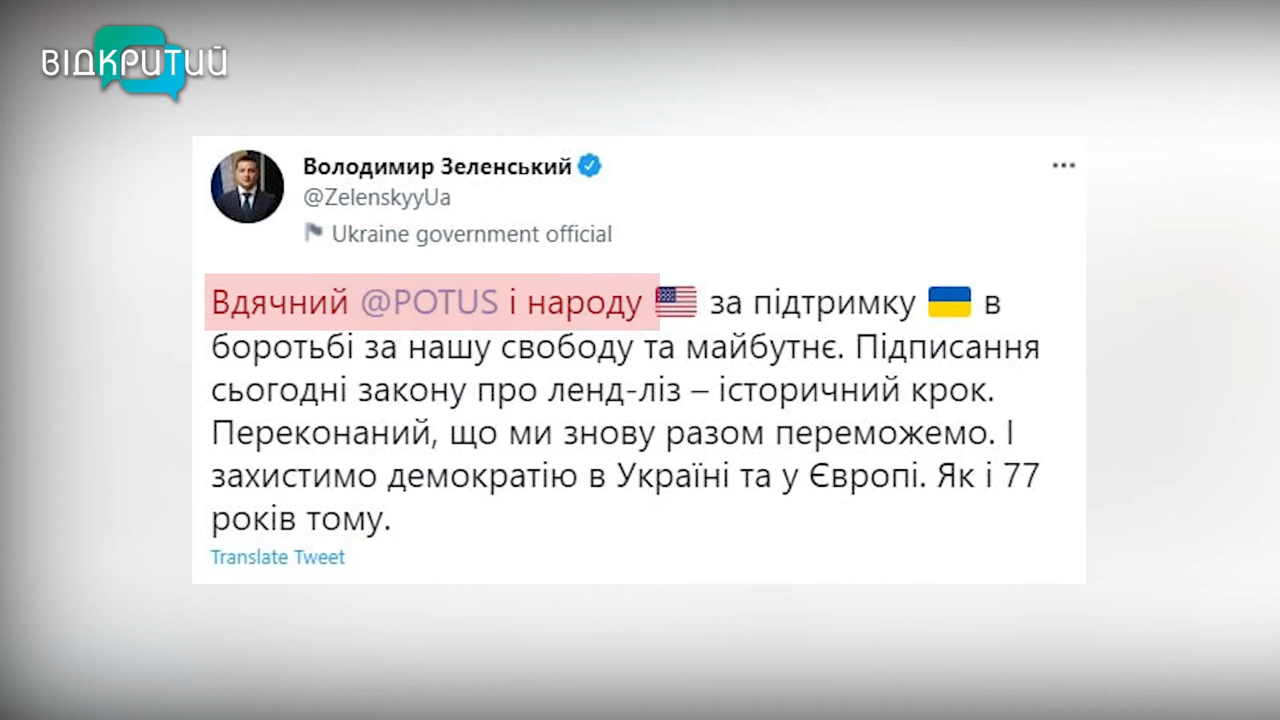 ВІДКРИТИЙ
Володимир Зеленський
@ZelenskyyUa
Ukraine government official
Вдячний @POTUS і народу 🇺🇸 за підтримку 🇺🇦 в
боротьбі за нашу свободу та майбутнє. Підписання
сьогодні закону про ленд-ліз – історичний крок.
Переконаний, що ми знову разом переможемо. І
захистимо демократію в Україні та у Європі. Як і 77
років тому.
Translate Tweet